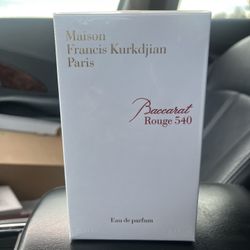 Maison
Francis Kurkdjian
Paris
Baccarat
Rouge 540
Eau de parfum